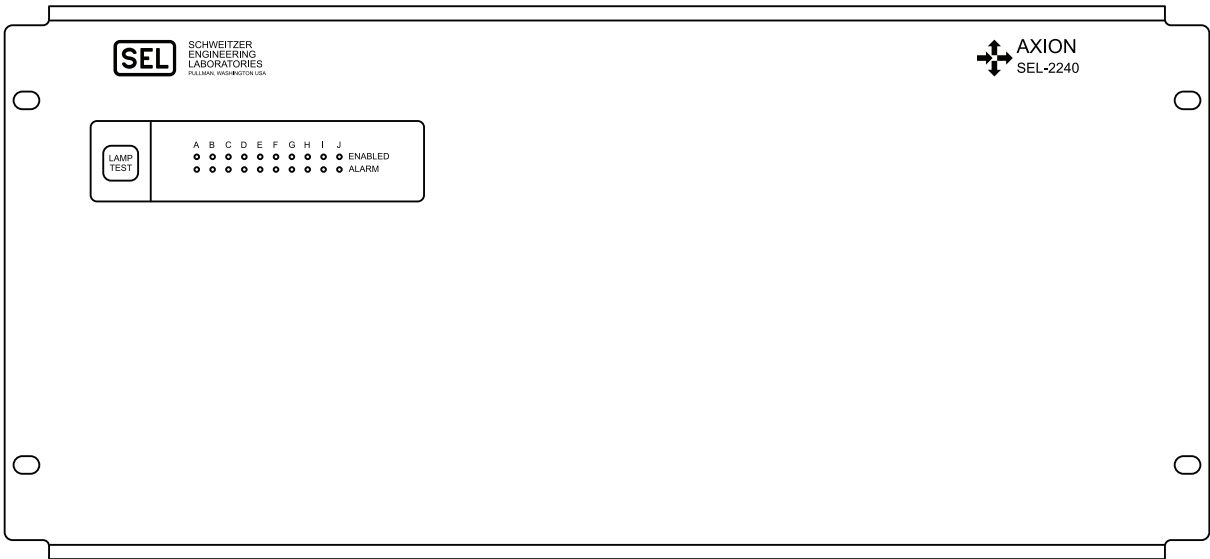 SEL
SCHWEITZER
ENGINEERING
LABORATORIES
PULLMAN, WASHINGTON USA
AXION
SEL-2240
LAMP
TEST
A B C D E F G H I J
ENABLED
ALARM